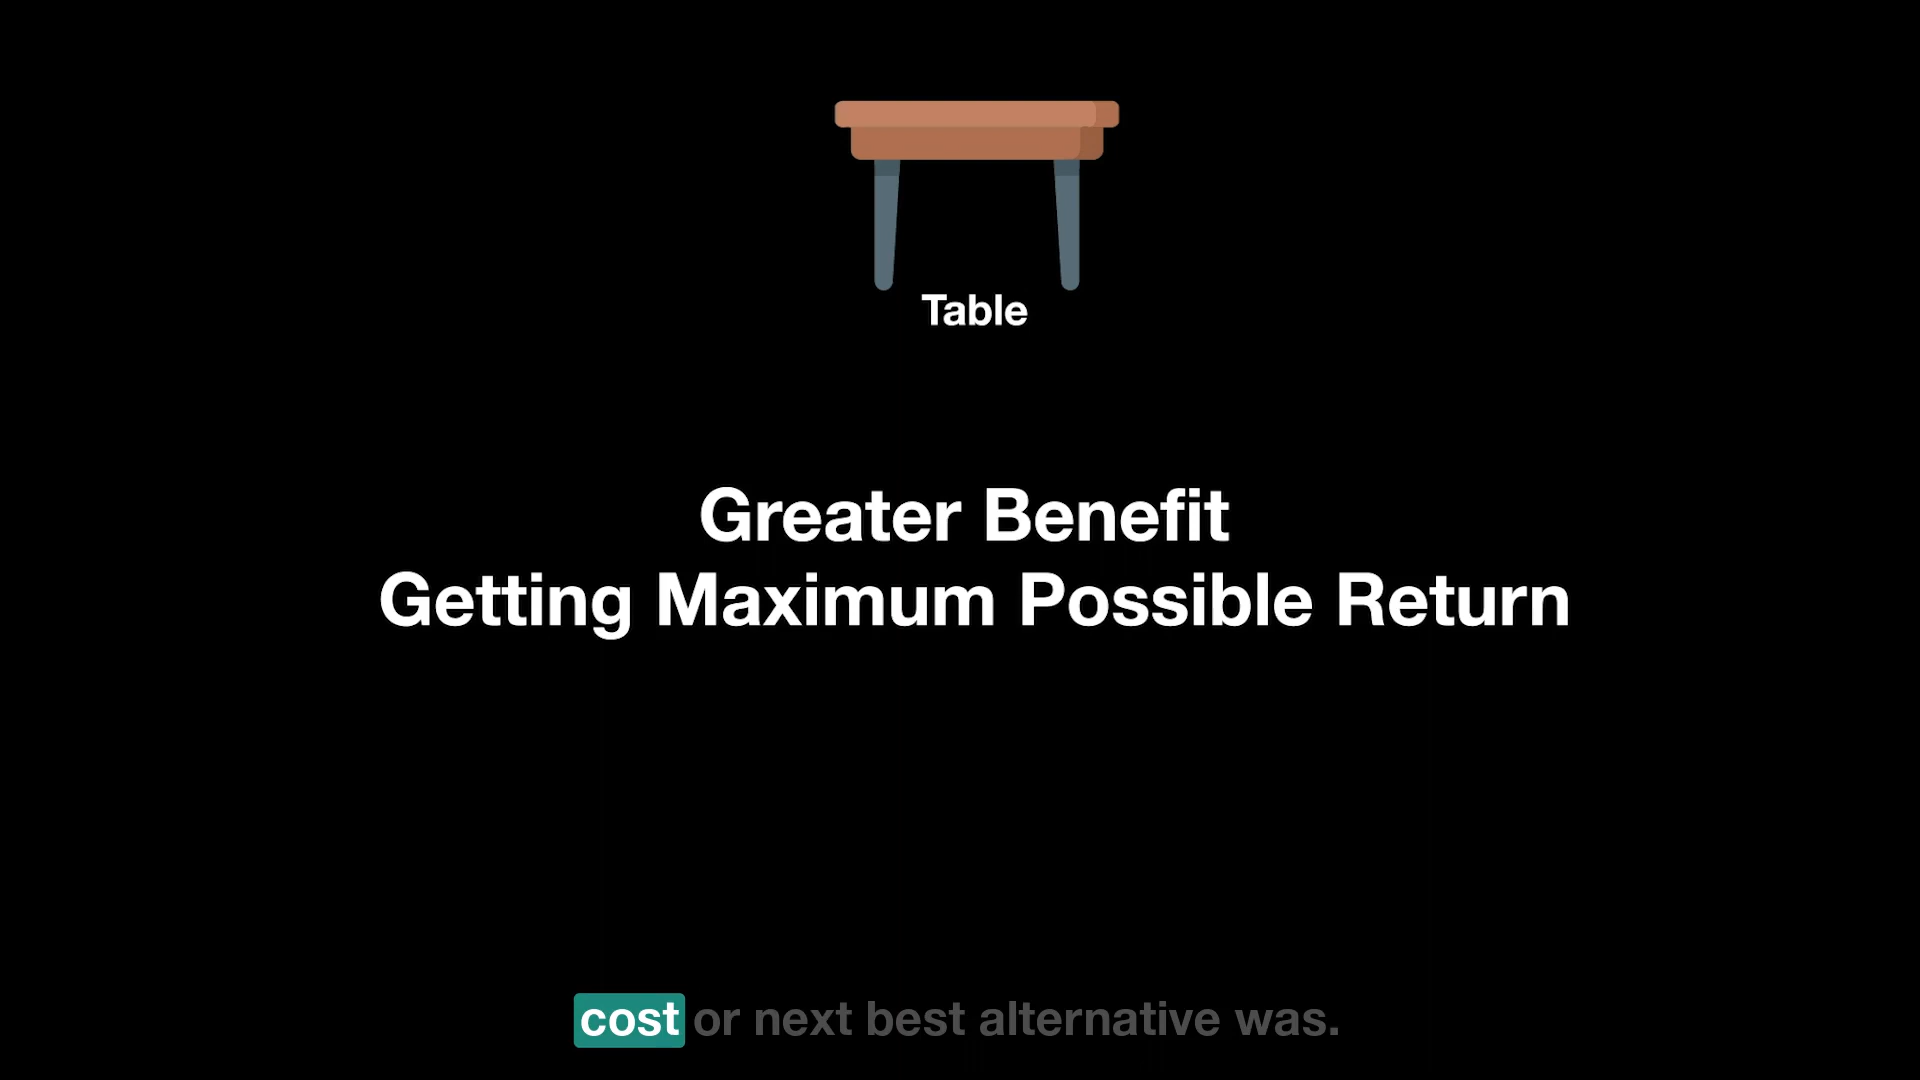 Table
Greater Benefit
Getting Maximum Possible Return
cost or next best alternative was.